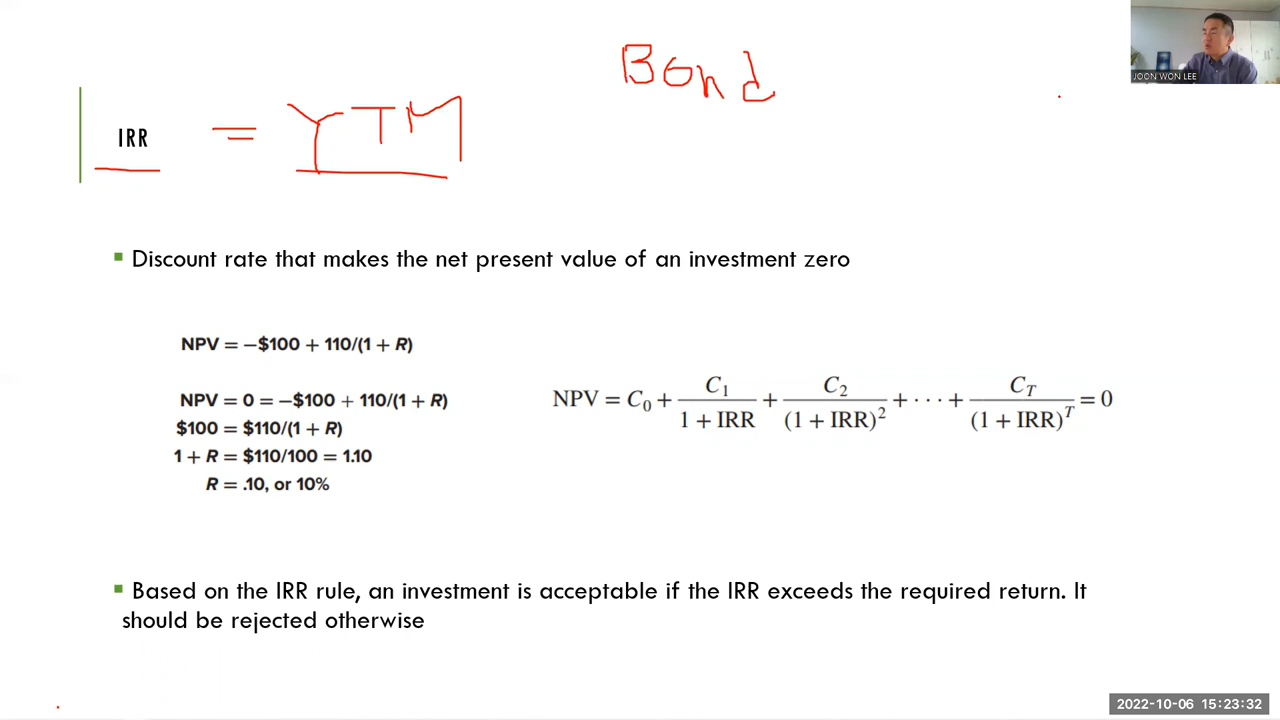 Bond
JOON WON LEE
IRR = YTM
▪ Discount rate that makes the net present value of an investment zero
NPV = −$100 + 110/(1 + R)
NPV = 0 = −$100 + 110/(1 + R)
$100 = $110/(1 + R)
1 + R = $110/100 = 1.10
R = .10, or 10%
NPV = C₀ + C₁/(1 + IRR) + C₂/(1 + IRR)² + · · · + C_T/(1 + IRR)^T = 0
▪ Based on the IRR rule, an investment is acceptable if the IRR exceeds the required return. It
should be rejected otherwise
2022-10-06 15:23:32